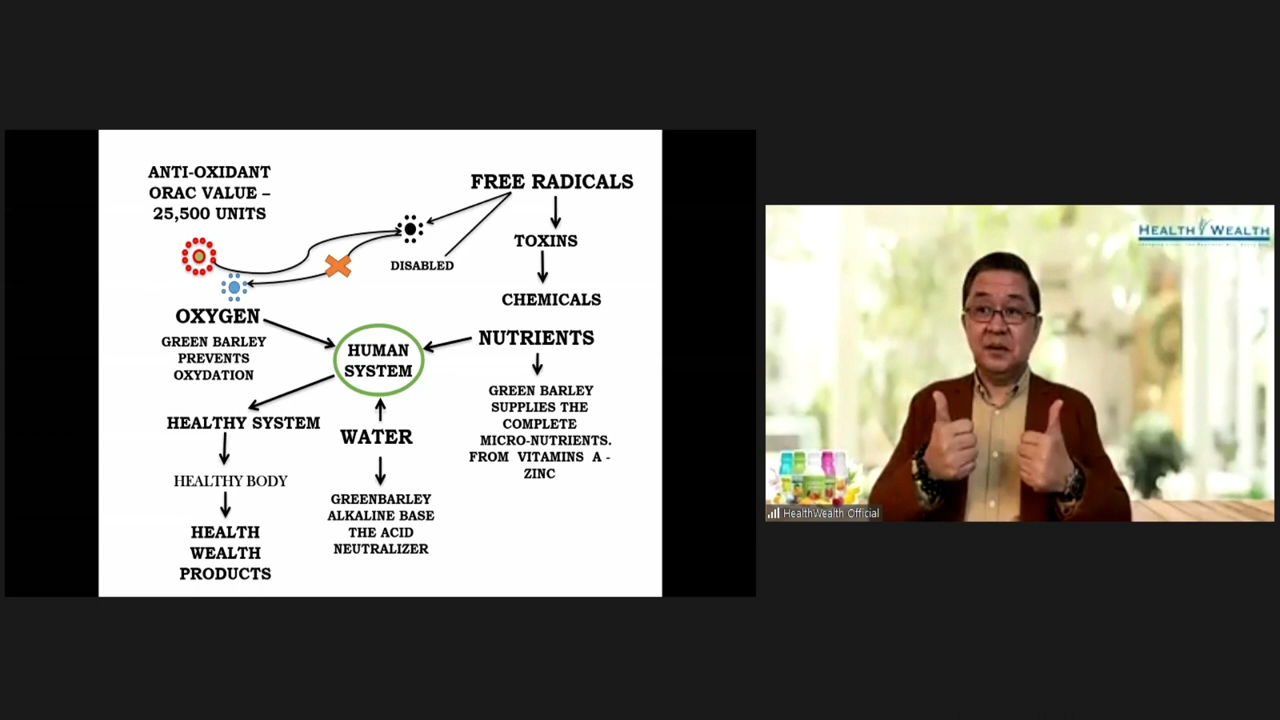 ANTI-OXIDANT
ORAC VALUE –
25,500 UNITS
FREE RADICALS
TOXINS
DISABLED
CHEMICALS
OXYGEN
GREEN BARLEY
PREVENTS
OXYDATION
HUMAN
SYSTEM
NUTRIENTS
GREEN BARLEY
SUPPLIES THE
COMPLETE
MICRO-NUTRIENTS.
FROM VITAMINS A -
ZINC
HEALTHY SYSTEM
WATER
HEALTHY BODY
GREENBARLEY
ALKALINE BASE
THE ACID
NEUTRALIZER
HEALTH
WEALTH
PRODUCTS
HEALTH WEALTH
HealthWealth Official